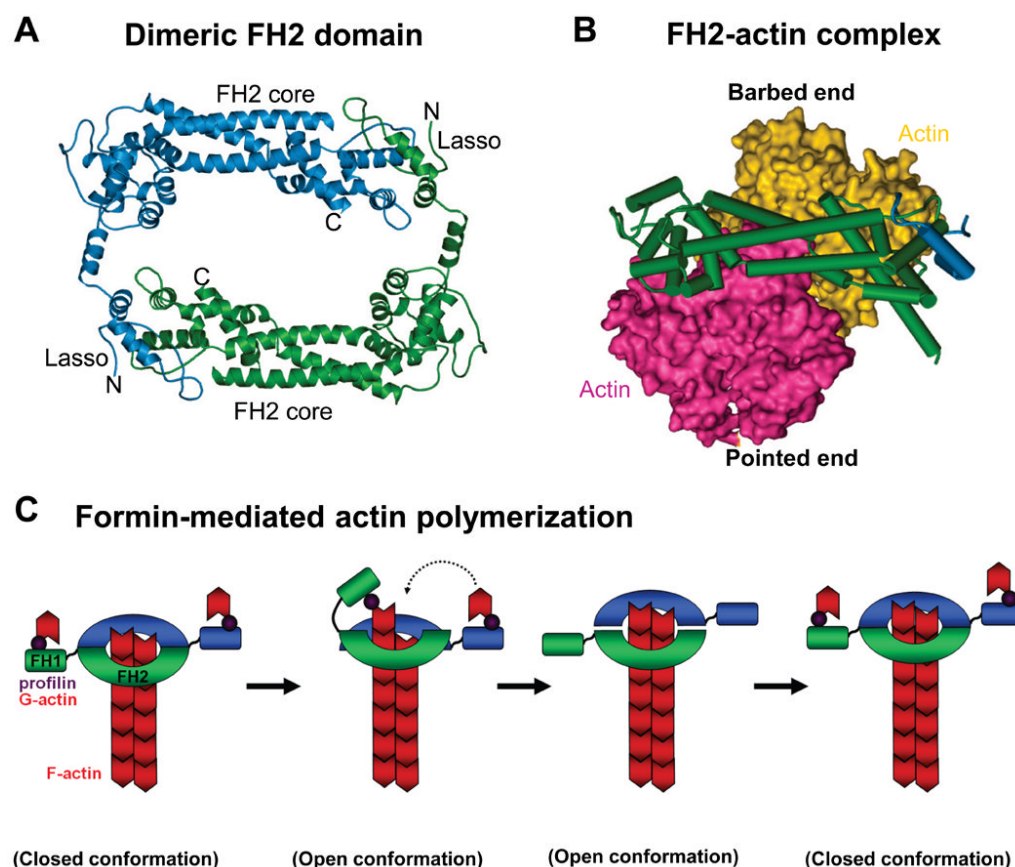 A Dimeric FH2 domain
FH2 core
N
Lasso
C
C
Lasso
N
FH2 core
B FH2-actin complex
Barbed end
Actin
Actin
Pointed end
C Formin-mediated actin polymerization
FH1
FH2
profilin
G-actin
F-actin
(Closed conformation)
(Open conformation)
(Open conformation)
(Closed conformation)